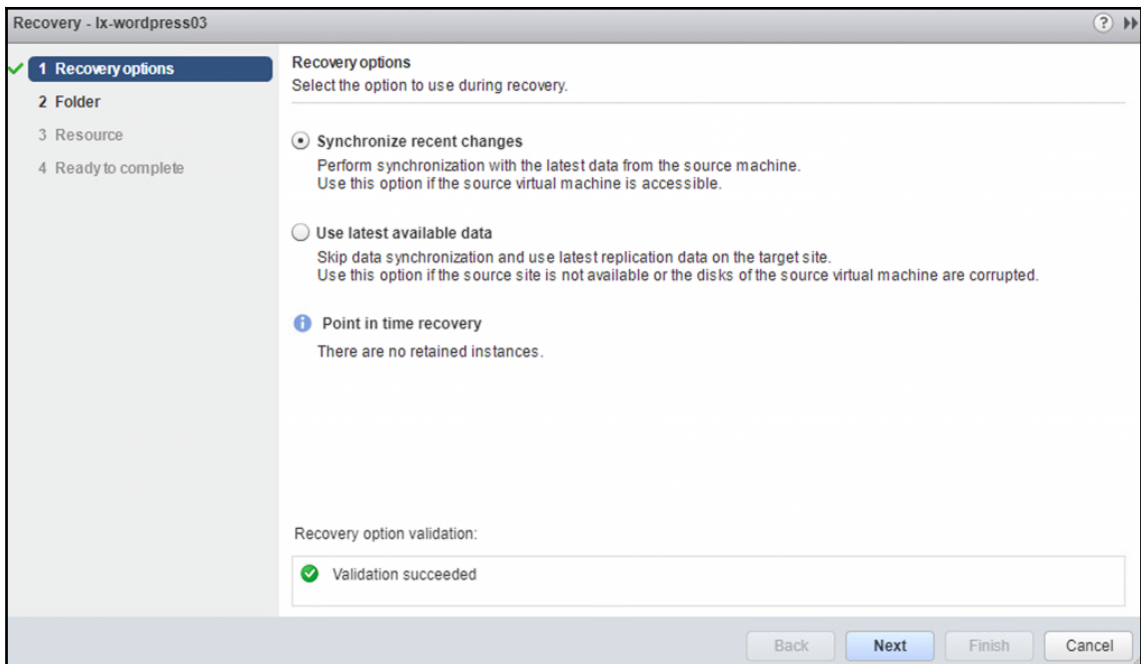 Recovery - lx-wordpress03
1 Recovery options
2 Folder
3 Resource
4 Ready to complete
Recovery options
Select the option to use during recovery.
Synchronize recent changes
Perform synchronization with the latest data from the source machine.
Use this option if the source virtual machine is accessible.
Use latest available data
Skip data synchronization and use latest replication data on the target site.
Use this option if the source site is not available or the disks of the source virtual machine are corrupted.
Point in time recovery
There are no retained instances.
Recovery option validation:
Validation succeeded
Back
Next
Finish
Cancel